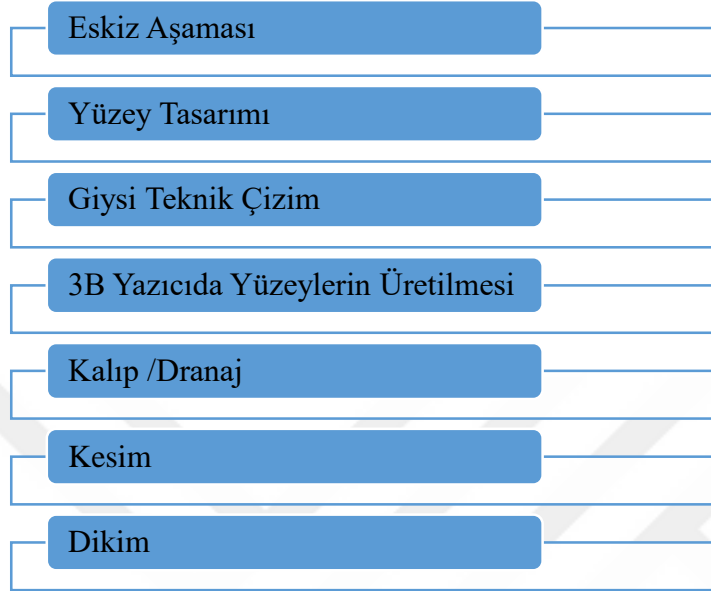 Eskiz Aşaması
Yüzey Tasarımı
Giysi Teknik Çizim
3B Yazıcıda Yüzeylerin Üretilmesi
Kalıp /Dranaj
Kesim
Dikim